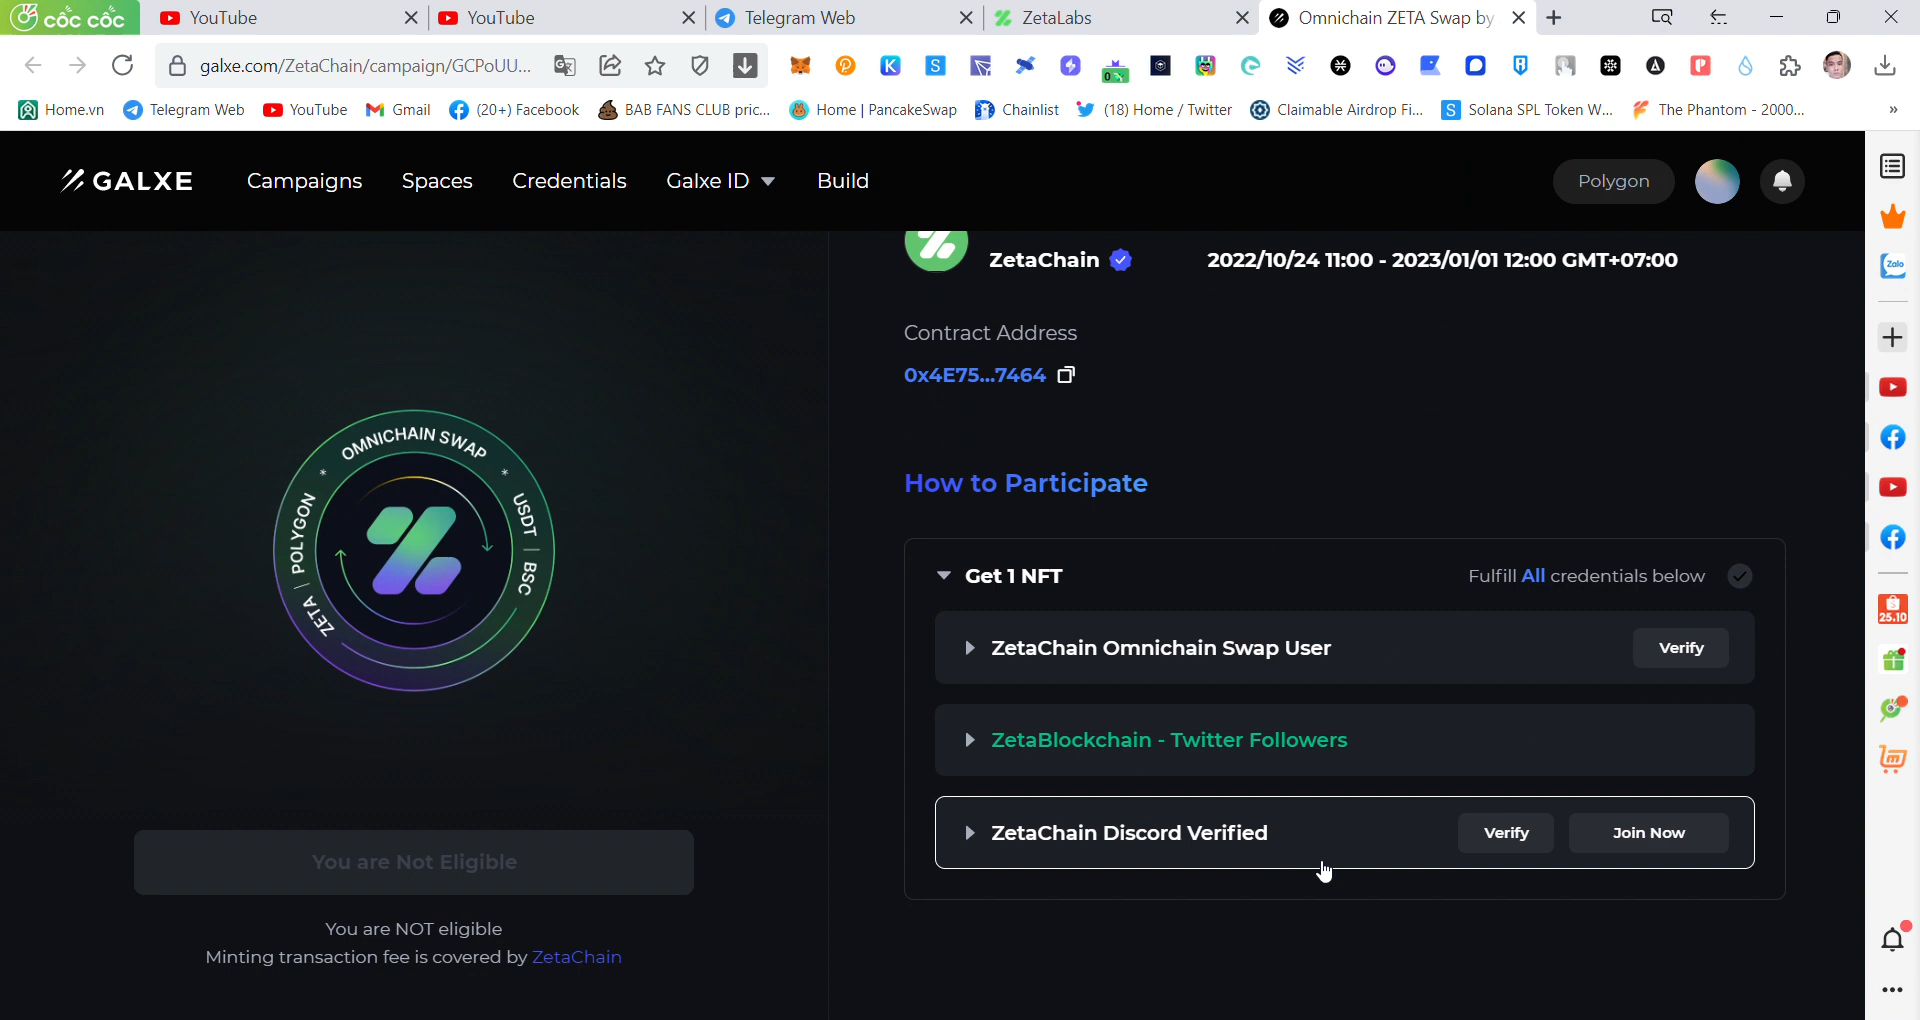 cốc cốc
YouTube
YouTube
Telegram Web
ZetaLabs
Omnichain ZETA Swap by
galxe.com/ZetaChain/campaign/GCPoUU...
Home.vn
Telegram Web
YouTube
Gmail
(20+) Facebook
BAB FANS CLUB pric...
Home | PancakeSwap
Chainlist
(18) Home / Twitter
Claimable Airdrop Fi...
Solana SPL Token W...
The Phantom - 2000...
»
GALXE
Campaigns
Spaces
Credentials
Galxe ID
Build
Polygon
ZetaChain
2022/10/24 11:00 - 2023/01/01 12:00 GMT+07:00
Contract Address
0x4E75...7464
OMNICHAIN SWAP * USDT | BSC
ZETA | POLYGON *
How to Participate
Get 1 NFT
Fulfill All credentials below
ZetaChain Omnichain Swap User
Verify
ZetaBlockchain - Twitter Followers
ZetaChain Discord Verified
Verify
Join Now
You are Not Eligible
You are NOT eligible
Minting transaction fee is covered by ZetaChain
Zalo
25.10